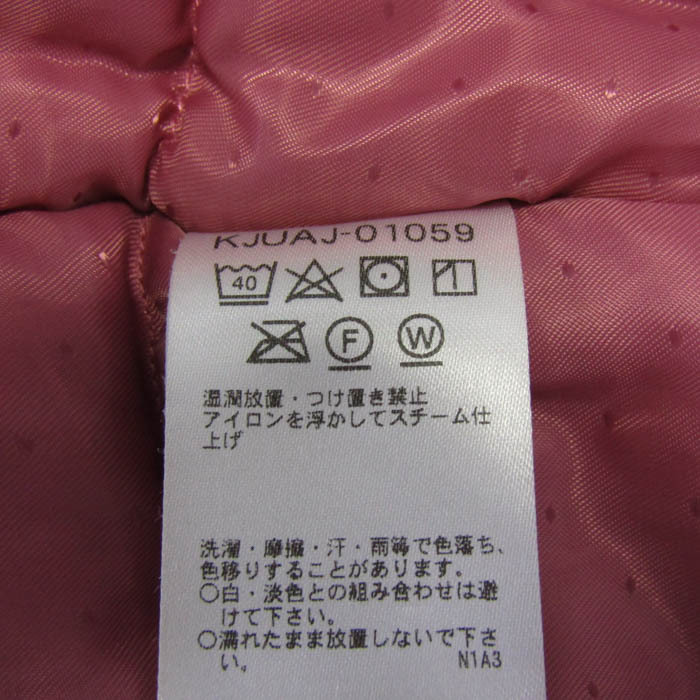 KJUAJ-01059
40
F W
湿潤放置・つけ置き禁止
アイロンを浮かしてスチーム仕
上げ
洗濯・摩擦・汗・雨等で色落ち、
色移りすることがあります。
○白・淡色との組み合わせは避
けて下さい。
○濡れたまま放置しないで下さ
い。 N1A3